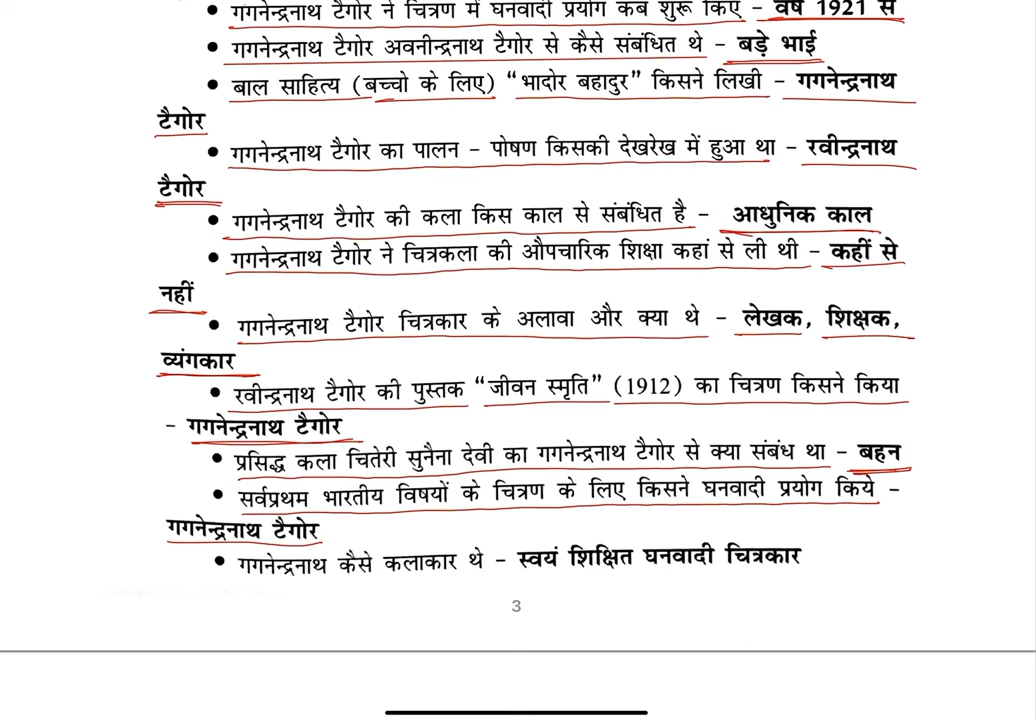 • गगनेन्द्रनाथ टैगोर ने चित्रण में घनवादी प्रयोग कब शुरू किए – वर्ष 1921 से
• गगनेन्द्रनाथ टैगोर अवनीन्द्रनाथ टैगोर से कैसे संबंधित थे – बड़े भाई
• बाल साहित्य (बच्चो के लिए) “भादोर बहादुर” किसने लिखी – गगनेन्द्रनाथ
टैगोर
• गगनेन्द्रनाथ टैगोर का पालन – पोषण किसकी देखरेख में हुआ था – रवीन्द्रनाथ
टैगोर
• गगनेन्द्रनाथ टैगोर की कला किस काल से संबंधित है – आधुनिक काल
• गगनेन्द्रनाथ टैगोर ने चित्रकला की औपचारिक शिक्षा कहां से ली थी – कहीं से
नहीं
• गगनेन्द्रनाथ टैगोर चित्रकार के अलावा और क्या थे – लेखक, शिक्षक,
व्यंगकार
• रवीन्द्रनाथ टैगोर की पुस्तक “जीवन स्मृति” (1912) का चित्रण किसने किया
– गगनेन्द्रनाथ टैगोर
• प्रसिद्ध कला चितेरी सुनैना देवी का गगनेन्द्रनाथ टैगोर से क्या संबंध था – बहन
• सर्वप्रथम भारतीय विषयों के चित्रण के लिए किसने घनवादी प्रयोग किये –
गगनेन्द्रनाथ टैगोर
• गगनेन्द्रनाथ कैसे कलाकार थे – स्वयं शिक्षित घनवादी चित्रकार
3